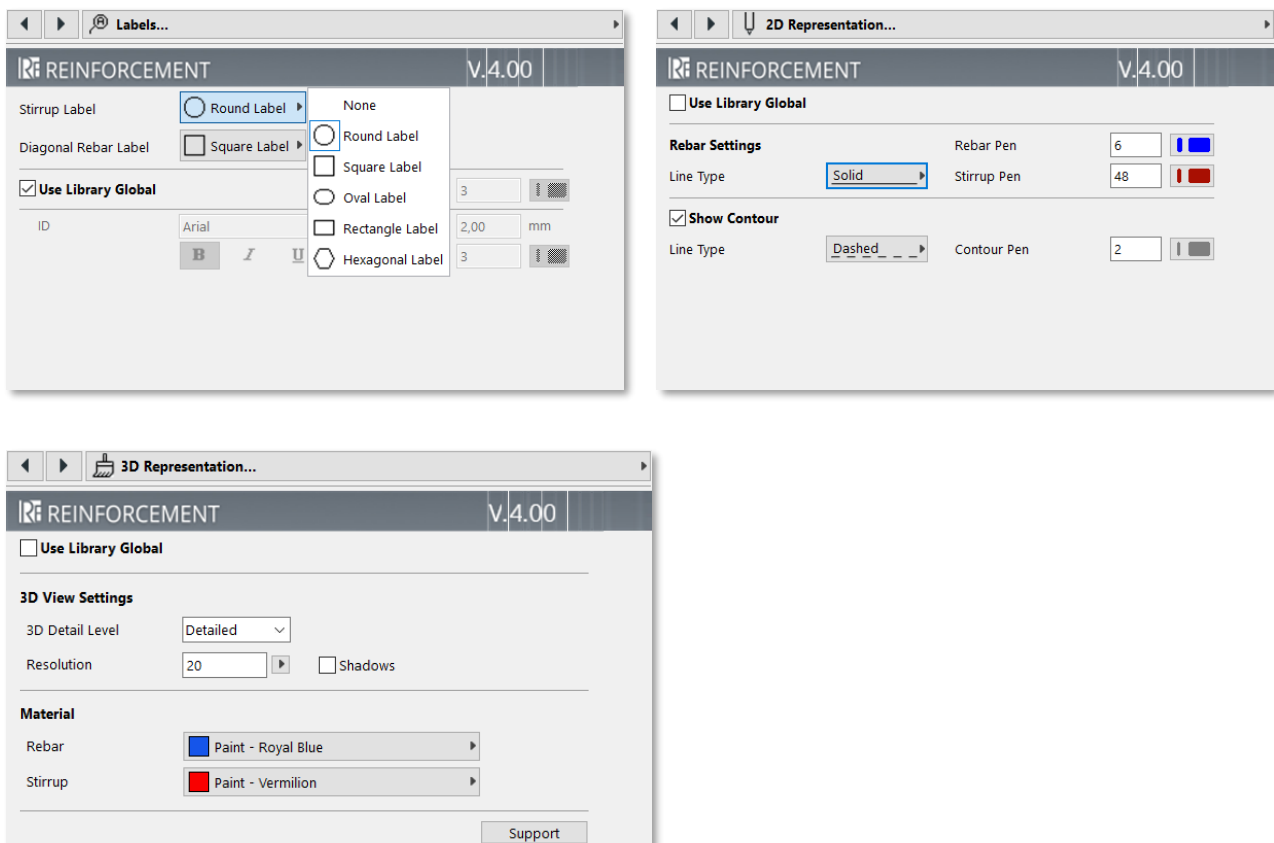 Labels...
REINFORCEMENT V.4.00
Stirrup Label Round Label
Diagonal Rebar Label Square Label
None
Round Label
Square Label
Oval Label
Rectangle Label
Hexagonal Label
Use Library Global 3
ID Arial 2,00 mm
B I U 3
2D Representation...
REINFORCEMENT V.4.00
Use Library Global
Rebar Settings Rebar Pen 6
Line Type Solid Stirrup Pen 48
Show Contour
Line Type Dashed Contour Pen 2
3D Representation...
REINFORCEMENT V.4.00
Use Library Global
3D View Settings
3D Detail Level Detailed
Resolution 20 Shadows
Material
Rebar Paint - Royal Blue
Stirrup Paint - Vermilion
Support